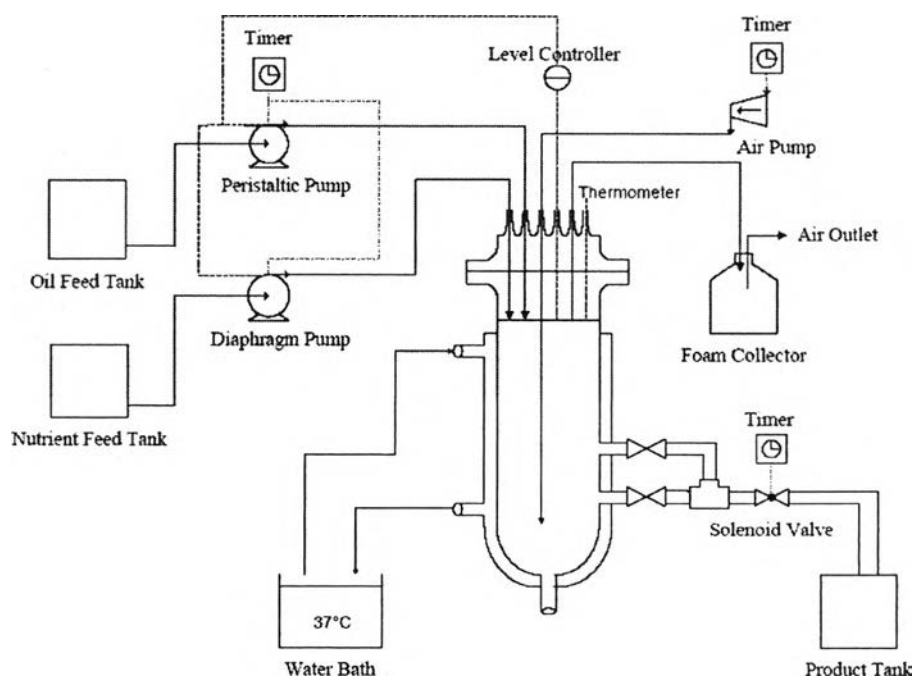 Timer
Timer
Level Controller
Air Pump
Peristaltic Pump
Thermometer
Air Outlet
Oil Feed Tank
Diaphragm Pump
Foam Collector
Nutrient Feed Tank
Timer
Solenoid Valve
37°C
Water Bath
Product Tank